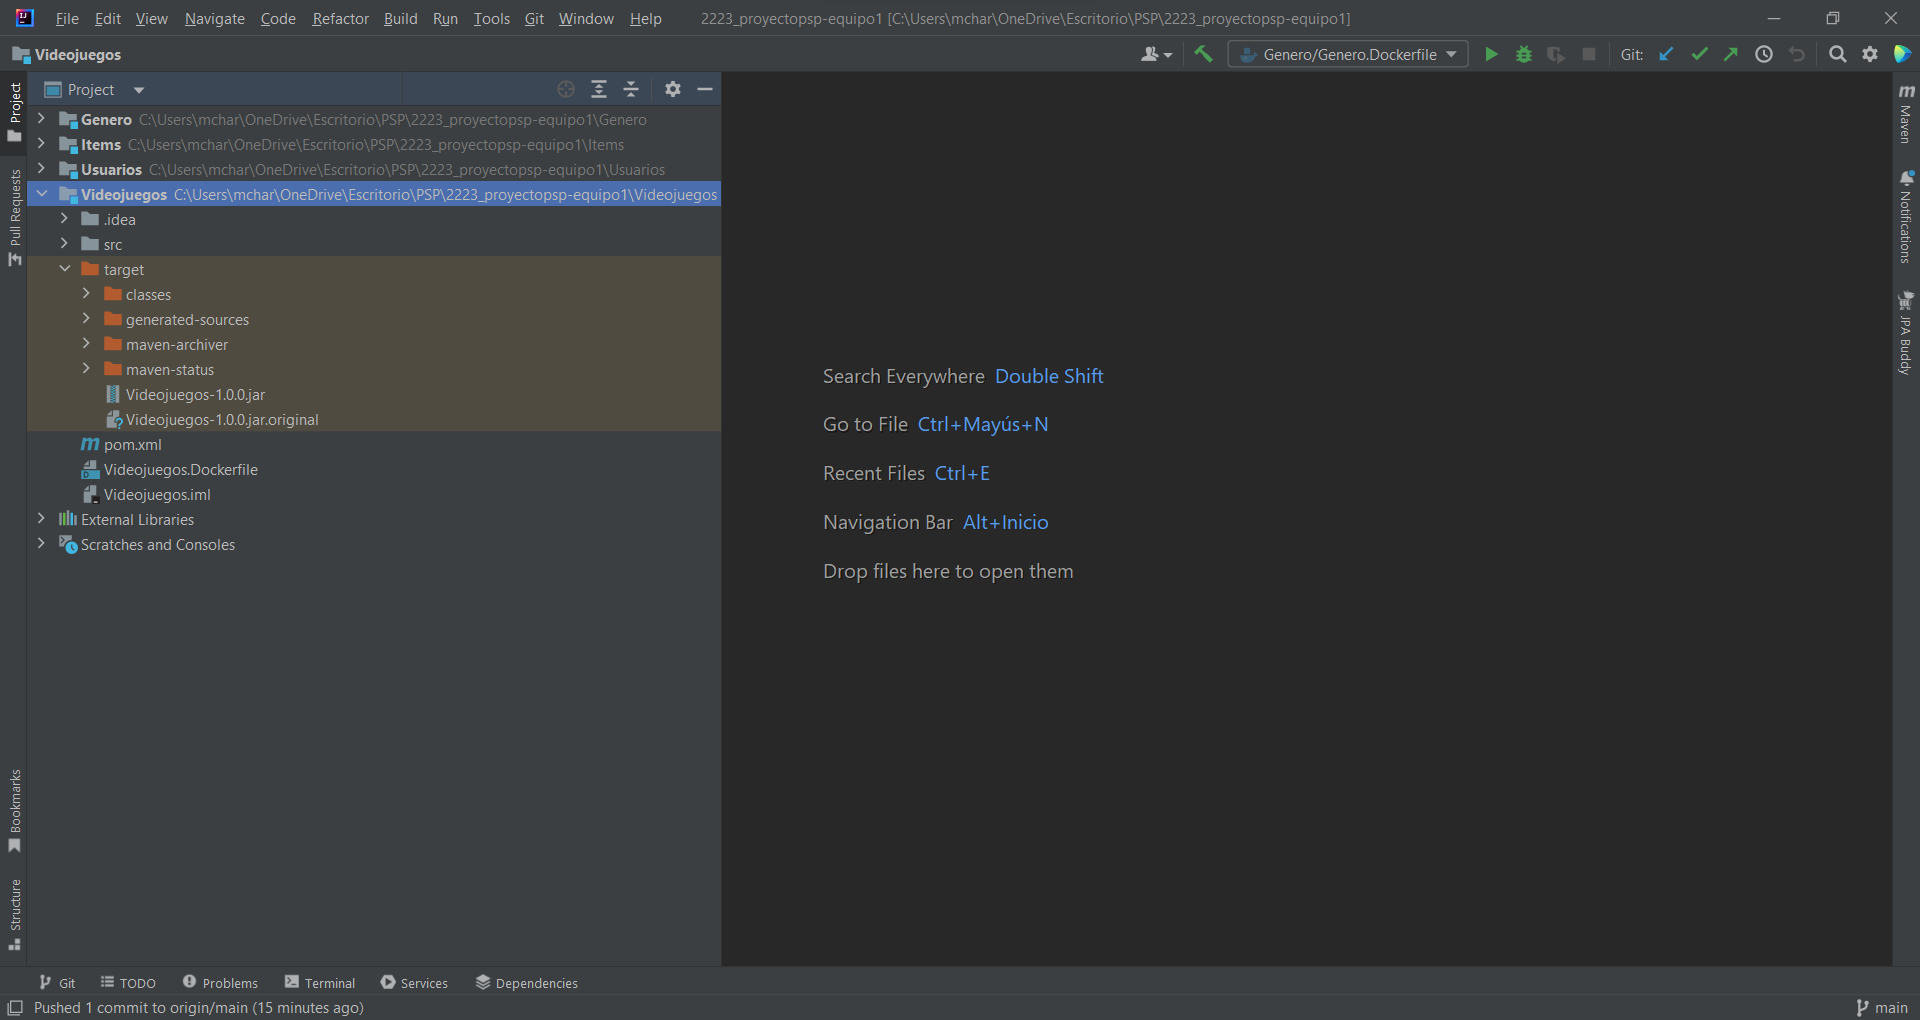 File Edit View Navigate Code Refactor Build Run Tools Git Window Help 2223_proyectopsp-equipo1 [C:\Users\mchar\OneDrive\Escritorio\PSP\2223_proyectopsp-equipo1]
Videojuegos Genero/Genero.Dockerfile Git:
Project
Genero C:\Users\mchar\OneDrive\Escritorio\PSP\2223_proyectopsp-equipo1\Genero
Items C:\Users\mchar\OneDrive\Escritorio\PSP\2223_proyectopsp-equipo1\Items
Usuarios C:\Users\mchar\OneDrive\Escritorio\PSP\2223_proyectopsp-equipo1\Usuarios
Videojuegos C:\Users\mchar\OneDrive\Escritorio\PSP\2223_proyectopsp-equipo1\Videojuegos
.idea
src
target
classes
generated-sources
maven-archiver
maven-status
Videojuegos-1.0.0.jar
Videojuegos-1.0.0.jar.original
pom.xml
Videojuegos.Dockerfile
Videojuegos.iml
External Libraries
Scratches and Consoles
Project
Pull Requests
Bookmarks
Structure
Search Everywhere Double Shift
Go to File Ctrl+Mayús+N
Recent Files Ctrl+E
Navigation Bar Alt+Inicio
Drop files here to open them
Maven
Notifications
JPA Buddy
Git TODO Problems Terminal Services Dependencies
Pushed 1 commit to origin/main (15 minutes ago) main